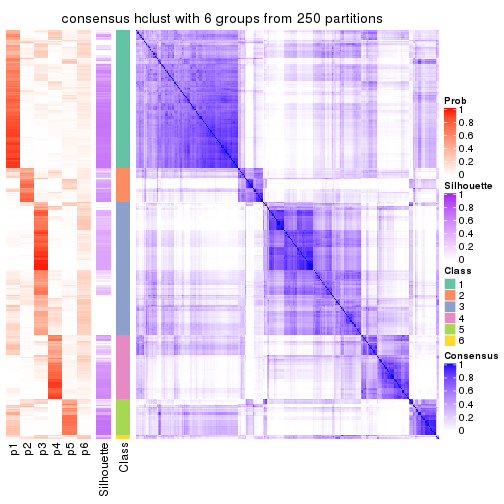 consensus hclust with 6 groups from 250 partitions
Prob
1
0.8
0.6
0.4
0.2
0
Silhouette
1
0.8
0.6
0.4
0.2
0
Class
1
2
3
4
5
6
Consensus
1
0.8
0.6
0.4
0.2
0
p1
p2
p3
p4
p5
p6
Silhouette
Class